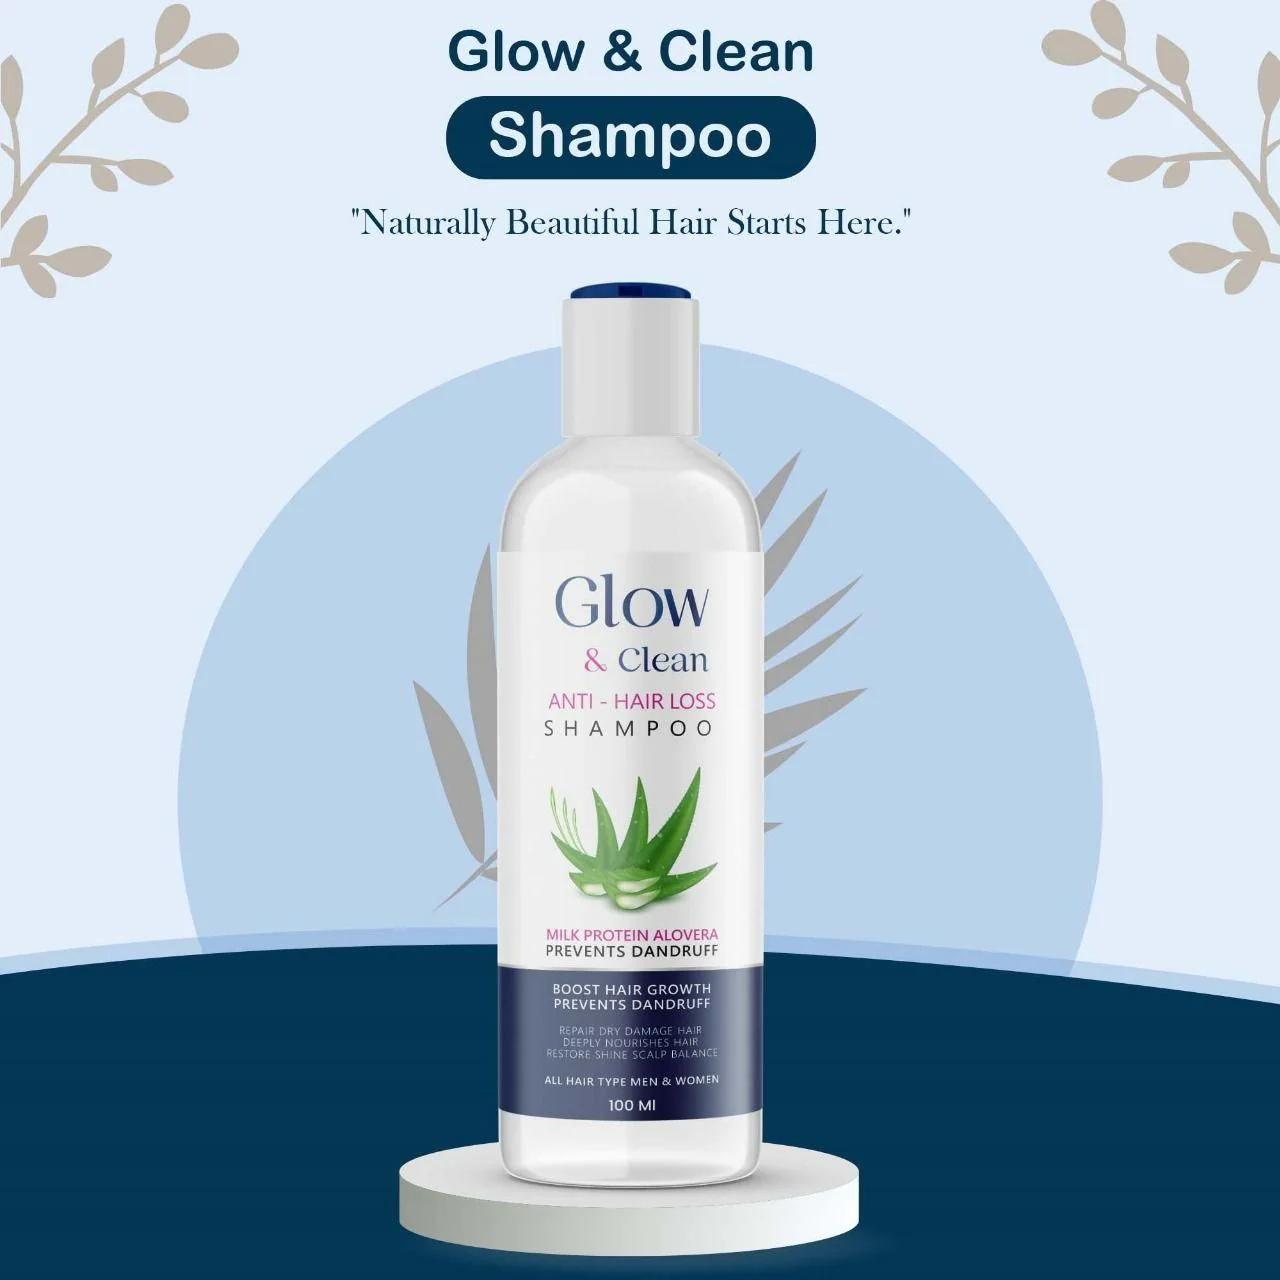 Glow & Clean
Shampoo
"Naturally Beautiful Hair Starts Here."
Glow
& Clean
ANTI - HAIR LOSS
SHAMPOO
MILK PROTEIN ALOVERA
PREVENTS DANDRUFF
BOOST HAIR GROWTH
PREVENTS DANDRUFF
REPAIR DRY DAMAGE HAIR
DEEPLY NOURISHES HAIR
RESTORE SHINE SCALP BALANCE
ALL HAIR TYPE MEN & WOMEN
100 Ml